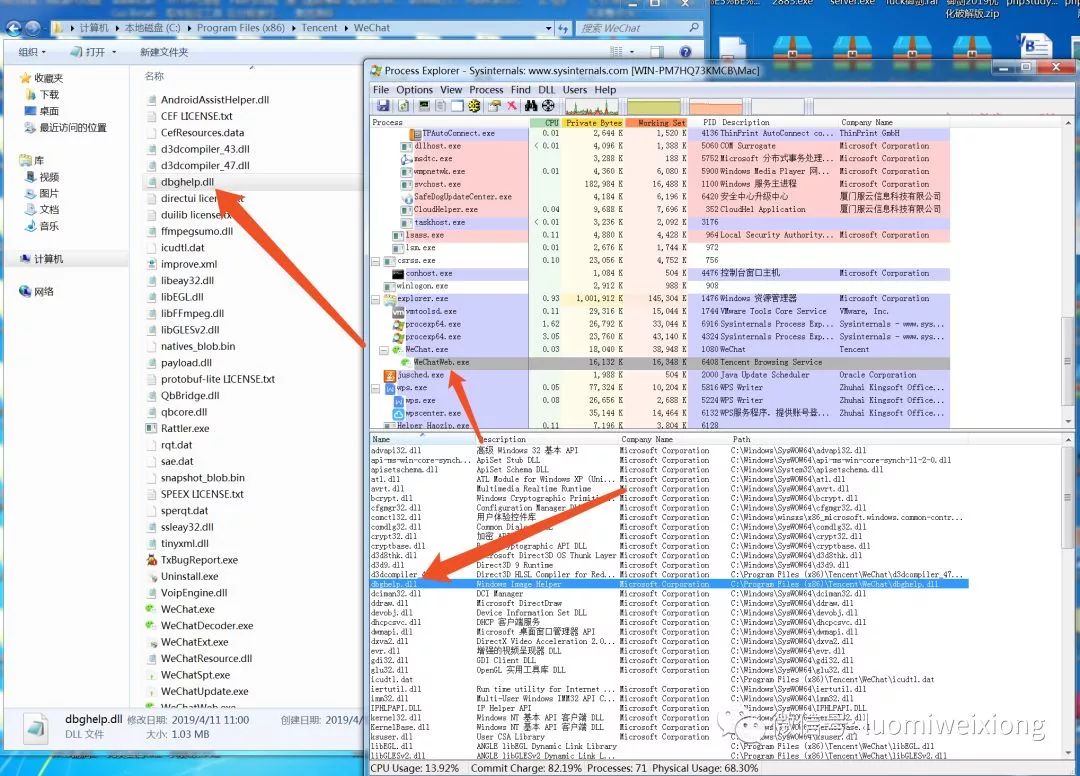 计算机 本地磁盘 (C:) Program Files (x86) Tencent WeChat 搜索 WeChat
组织 打开 新建文件夹
收藏夹
下载
桌面
最近访问的位置
库
视频
图片
文档
音乐
计算机
网络
名称
AndroidAssistHelper.dll
CEF LICENSE.txt
CefResources.data
d3dcompiler_43.dll
d3dcompiler_47.dll
dbghelp.dll
directui
duilib license.txt
ffmpegsumo.dll
icudtl.dat
improve.xml
libeay32.dll
libEGL.dll
libFFmpeg.dll
libGLESv2.dll
natives_blob.bin
payload.dll
protobuf-lite LICENSE.txt
QbBridge.dll
qbcore.dll
Rattler.exe
rqt.dat
sae.dat
snapshot_blob.bin
SPEEX LICENSE.txt
sperqt.dat
ssleay32.dll
tinyxml.dll
TxBugReport.exe
Uninstall.exe
VoipEngine.dll
WeChat.exe
WeChatDecoder.exe
WeChatExt.exe
WeChatResource.dll
WeChatSpt.exe
WeChatUpdate.exe
WeChatWeb.exe
dbghelp.dll 修改日期: 2019/4/11 11:00 创建日期: 2019/4/
DLL 文件 大小: 1.03 MB
2885.exe server.exe fuckd.rar phpStudy...
化破解版.zip
Process Explorer - Sysinternals: www.sysinternals.com [WIN-PM7HQ73KMCB\Mac]
File Options View Process Find DLL Users Help
Process CPU Private Bytes Working Set PID Description Company Name
TPAutoConnect.exe 0.01 2,644 K 1,520 K 4136 ThinPrint AutoConnect co... ThinPrint GmbH
dllhost.exe < 0.01 4,096 K 1,388 K 5060 COM Surrogate Microsoft Corporation
msdtc.exe 3,288 K 188 K 5752 Microsoft 分布式事务处理... Microsoft Corporation
wmpnetwk.exe 0.01 4,360 K 6,080 K 1172 Windows Media Player 网... Microsoft Corporation
svchost.exe 182,984 K 16,488 K 1100 Windows 服务主进程 Microsoft Corporation
SafeDogUpdateCenter.exe 4,184 K 6,196 K 6420 安全中心升级中心 厦门服云信息科技有限公司
CloudHelper.exe 0.04 9,688 K 7,696 K 352 CloudHel Application 厦门服云信息科技有限公司
taskhost.exe < 0.01 3,236 K 2,092 K 3176
lsass.exe 0.11 4,880 K 4,428 K 964 Local Security Authority... Microsoft Corporation
lsm.exe 0.01 2,676 K 1,744 K 972
csrss.exe 0.10 23,056 K 4,752 K 756
conhost.exe 1,084 K 504 K 4476 控制台窗口主机 Microsoft Corporation
winlogon.exe 2,912 K 988 K 908
explorer.exe 0.93 1,001,912 K 145,304 K 1476 Windows 资源管理器 Microsoft Corporation
vmtoolsd.exe 0.11 29,316 K 15,044 K 1744 VMware Tools Core Service VMware, Inc.
procexp64.exe 1.62 26,792 K 33,044 K 6916 Sysinternals Process Exp... Sysinternals - www.sys...
procexp64.exe 3.05 23,760 K 43,140 K 4324 Sysinternals Process Exp... Sysinternals - www.sys...
WeChat.exe 0.03 18,040 K 38,948 K 1080 WeChat Tencent
WeChatWeb.exe 16,132 K 16,348 K 6408 Tencent Browsing Service
jusched.exe 1,988 K 504 K 2000 Java Update Scheduler Oracle Corporation
wps.exe 0.05 77,324 K 10,204 K 5816 WPS Writer Zhuhai Kingsoft Office...
wps.exe 0.08 26,656 K 2,688 K 5224 WPS Writer Zhuhai Kingsoft Office...
wpscenter.exe 35,144 K 14,464 K 6132 WPS服务程序，提供账号登... Zhuhai Kingsoft Office...
Helper_Haozip.exe 7,196 K 3,804 K 6128
Name Description Company Name Path
advapi32.dll 高级 Windows 32 基本 API Microsoft Corporation C:\Windows\SysWOW64\advapi32.dll
api-ms-win-core-synch... ApiSet Stub DLL Microsoft Corporation C:\Windows\SysWOW64\api-ms-win-core-synch-l1-2-0.dll
apisetschema.dll ApiSet Schema DLL Microsoft Corporation C:\Windows\System32\apisetschema.dll
atl.dll ATL Module for Windows XP (Uni... Microsoft Corporation C:\Windows\SysWOW64\atl.dll
avrt.dll Multimedia Realtime Runtime Microsoft Corporation C:\Windows\SysWOW64\avrt.dll
bcrypt.dll Windows Cryptographic Primitiv... Microsoft Corporation C:\Windows\SysWOW64\bcrypt.dll
cfgmgr32.dll Configuration Manager DLL Microsoft Corporation C:\Windows\SysWOW64\cfgmgr32.dll
comctl32.dll 用户体验控件库 Microsoft Corporation C:\Windows\winsxs\x86_microsoft.windows.common-contr...
comdlg32.dll Common Dialogs DLL Microsoft Corporation C:\Windows\SysWOW64\comdlg32.dll
crypt32.dll 加密 API Microsoft Corporation C:\Windows\SysWOW64\crypt32.dll
cryptbase.dll Cryptographic API DLL Microsoft Corporation C:\Windows\SysWOW64\cryptbase.dll
d3d8thk.dll Microsoft Direct3D OS Thunk Layer Microsoft Corporation C:\Windows\SysWOW64\d3d8thk.dll
d3d9.dll Direct3D 9 Runtime Microsoft Corporation C:\Windows\SysWOW64\d3d9.dll
d3dcompiler_4 Direct3D HLSL Compiler for Red... Microsoft Corporation C:\Program Files (x86)\Tencent\WeChat\d3dcompiler_47...
dbghelp.dll Windows Image Helper Microsoft Corporation C:\Program Files (x86)\Tencent\WeChat\dbghelp.dll
dciman32.dll DCI Manager Microsoft Corporation C:\Windows\SysWOW64\dciman32.dll
ddraw.dll Microsoft DirectDraw Microsoft Corporation C:\Windows\SysWOW64\ddraw.dll
devobj.dll Device Information Set DLL Microsoft Corporation C:\Windows\SysWOW64\devobj.dll
dhcpcsvc.dll DHCP 客户端服务 Microsoft Corporation C:\Windows\SysWOW64\dhcpcsvc.dll
dwmapi.dll Microsoft 桌面窗口管理器 API Microsoft Corporation C:\Windows\SysWOW64\dwmapi.dll
dxva2.dll DirectX Video Acceleration 2.0... Microsoft Corporation C:\Windows\SysWOW64\dxva2.dll
evr.dll 增强的视频呈现器 DLL Microsoft Corporation C:\Windows\SysWOW64\evr.dll
gdi32.dll GDI Client DLL Microsoft Corporation C:\Windows\SysWOW64\gdi32.dll
glu32.dll OpenGL 实用工具库 DLL Microsoft Corporation C:\Windows\SysWOW64\glu32.dll
icudtl.dat C:\Program Files (x86)\Tencent\WeChat\icudtl.dat
iertutil.dll Run time utility for Internet ... Microsoft Corporation C:\Windows\SysWOW64\iertutil.dll
imm32.dll Multi-User Windows IMM32 API C... Microsoft Corporation C:\Windows\SysWOW64\imm32.dll
IPHLPAPI.DLL IP Helper API Microsoft Corporation C:\Windows\SysWOW64\IPHLPAPI.DLL
kernel32.dll Windows NT 基本 API 客户端 DLL Microsoft Corporation C:\Windows\
KernelBase.dll Windows NT 基本 API 客户端 DLL Microsoft Corporation C:\Windows\
ksuser.dll User CSA Library Microsoft Corporation C:\Windows\
libEGL.dll ANGLE libEGL Dynamic Link Library C:\Program Files (x86)\Tencent\WeChat\libEGL.dll
libGLESv2.dll ANGLE libGLESv2 Dynamic Link C:\Program Files (x86)\Tencent\WeChat\libGLESv2.dll
CPU Usage: 13.92% Commit Charge: 82.19% Processes: 71 Physical Usage: 68.30%
微信号: luomiweixiong